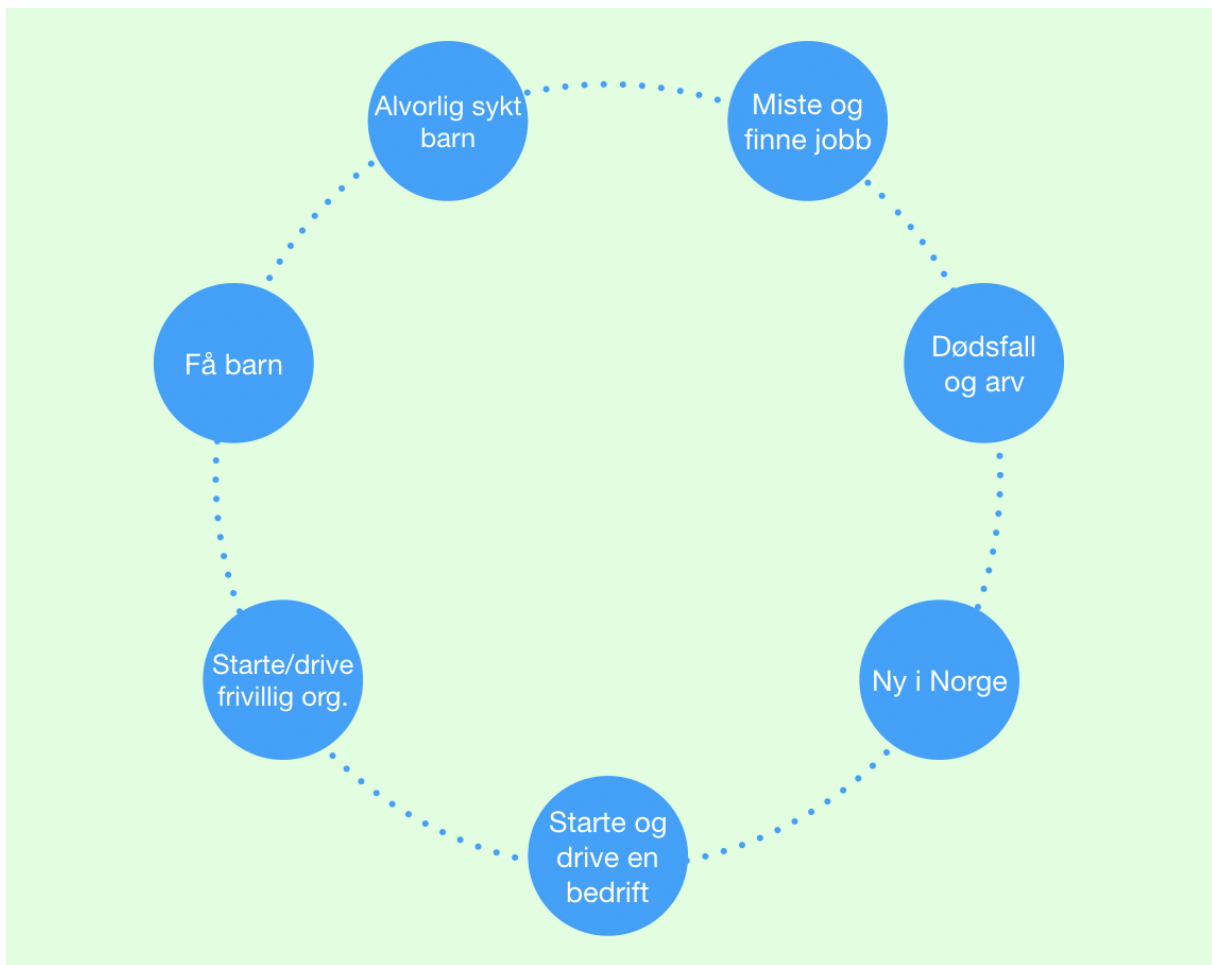 Alvorlig sykt
barn
Miste og
finne jobb
Få barn
Dødsfall
og arv
Starte/drive
frivillig org.
Ny i Norge
Starte og
drive en
bedrift